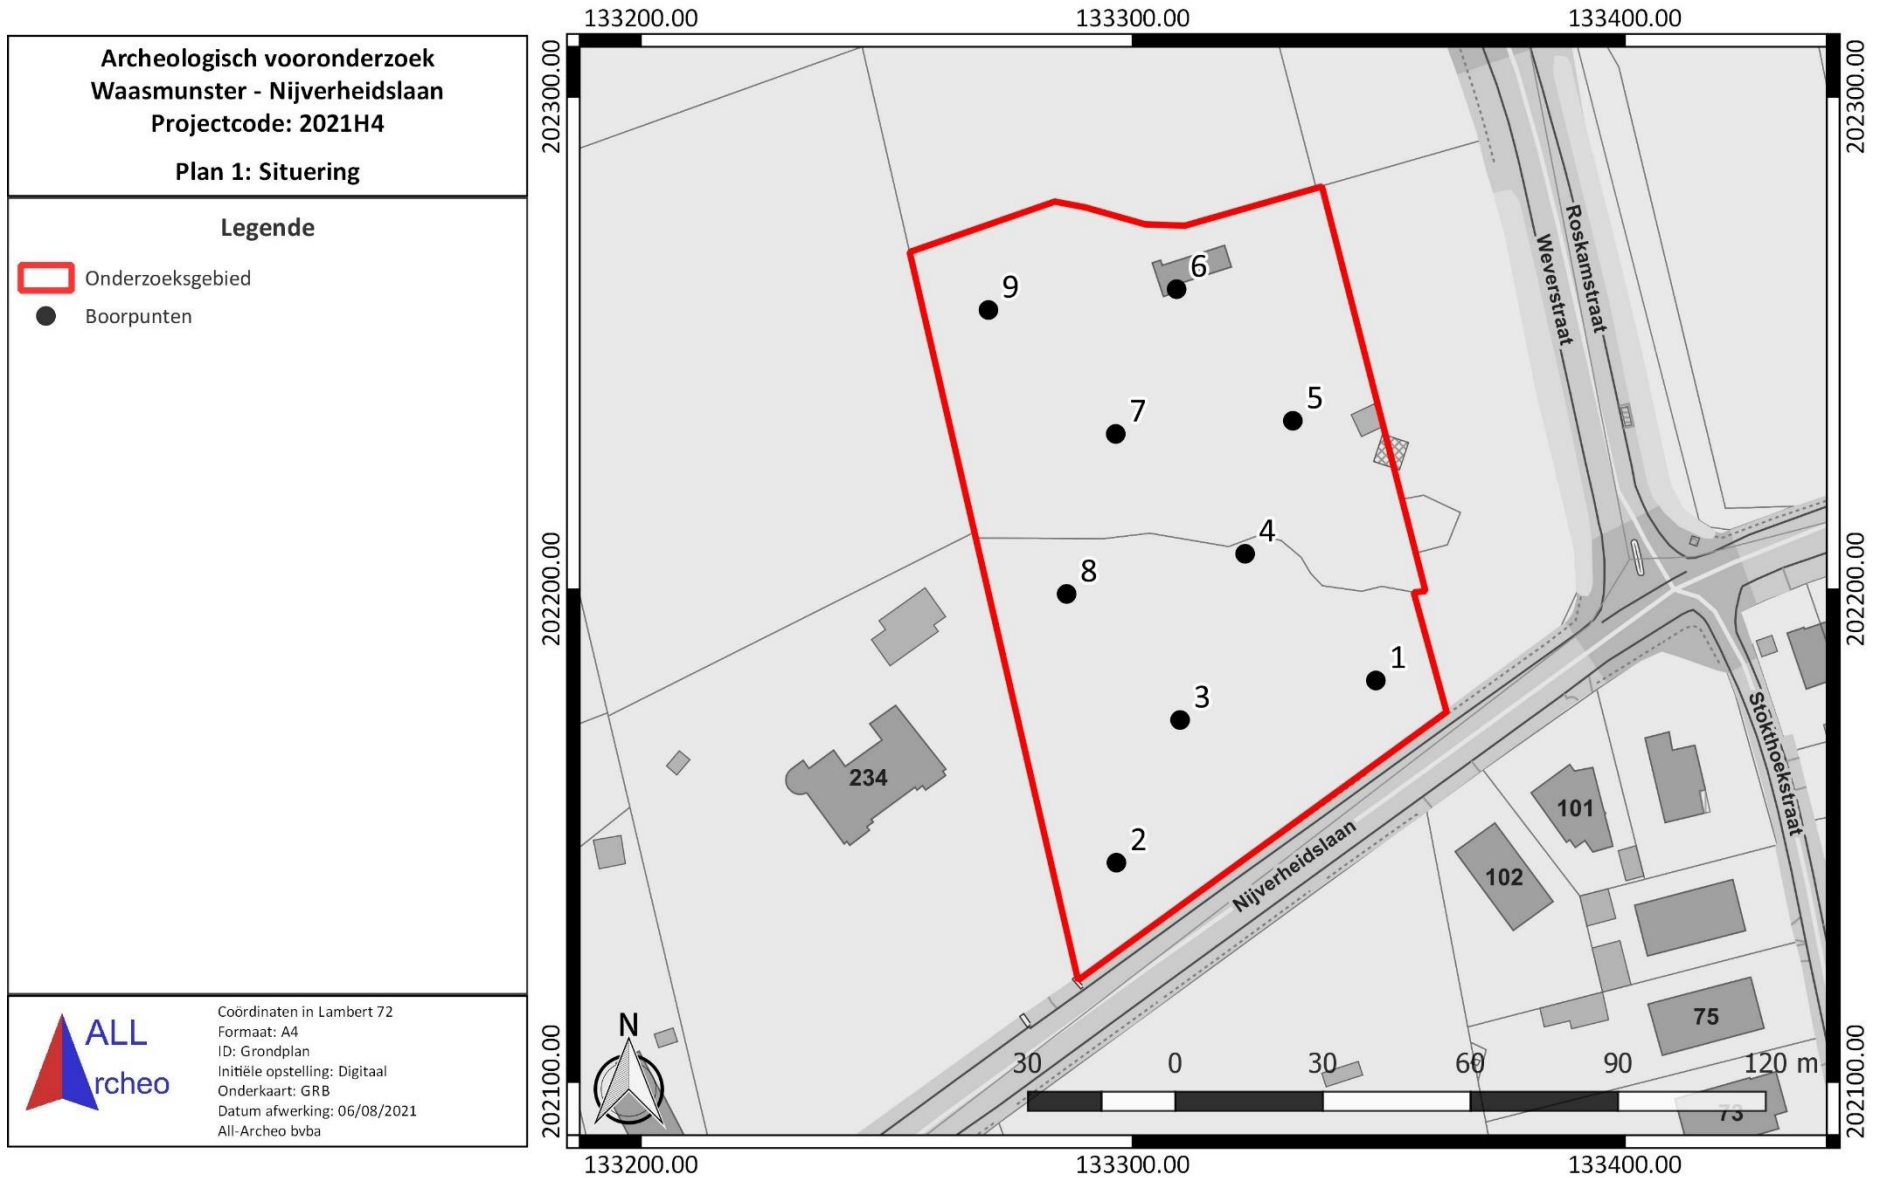 Archeologisch vooronderzoek
Waasmunster - Nijverheidslaan
Projectcode: 2021H4
Plan 1: Situering
Legende
Onderzoeksgebied
Boorpunten
ALL
rcheo
Coördinaten in Lambert 72
Formaat: A4
ID: Grondplan
Initiële opstelling: Digitaal
Onderkaart: GRB
Datum afwerking: 06/08/2021
All-Archeo bvba
133200.00
133300.00
133400.00
202300.00
202300.00
Roskamstraat
Weverstraat
6
9
5
7
4
8
202200.00
202200.00
1
3
Stokthoekstraat
234
101
2
Nijverheidslaan
102
75
N
30 0 30 60 90 120 m
73
202100.00
202100.00
133200.00
133300.00
133400.00